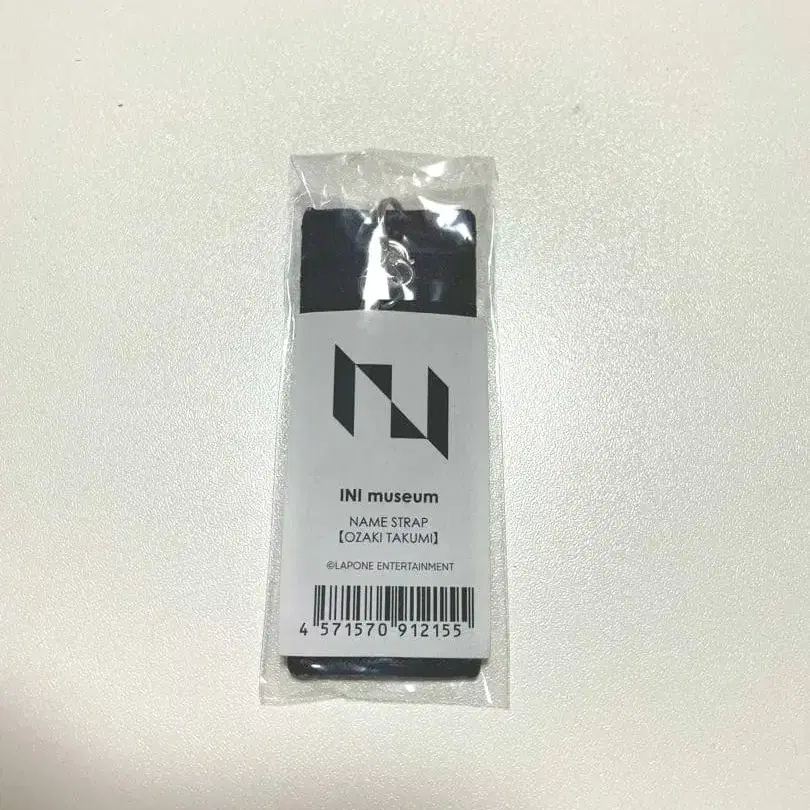 INI museum
NAME STRAP
【OZAKI TAKUMI】
©LAPONE ENTERTAINMENT
4 571570 912155